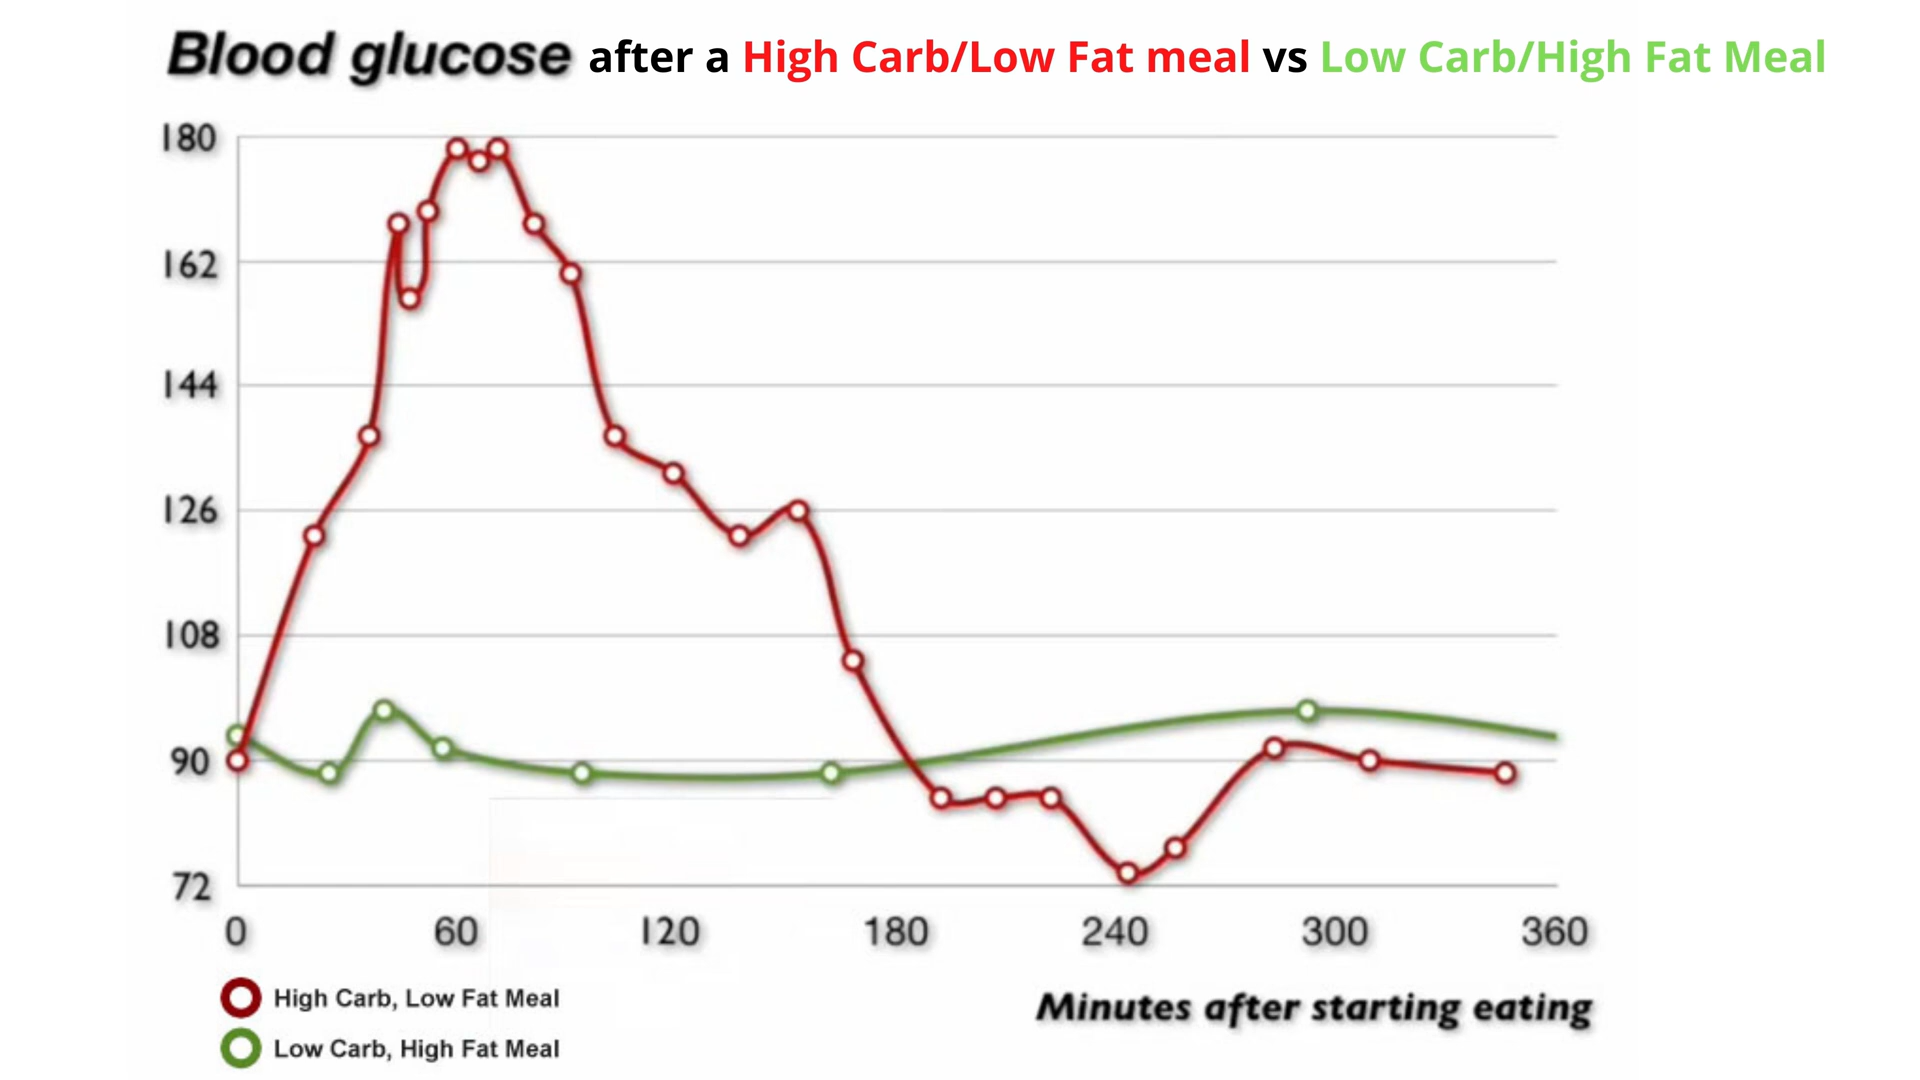 Blood glucose after a High Carb/Low Fat meal vs Low Carb/High Fat Meal
180
162
144
126
108
90
72
0 60 120 180 240 300 360
Minutes after starting eating
High Carb, Low Fat Meal
Low Carb, High Fat Meal